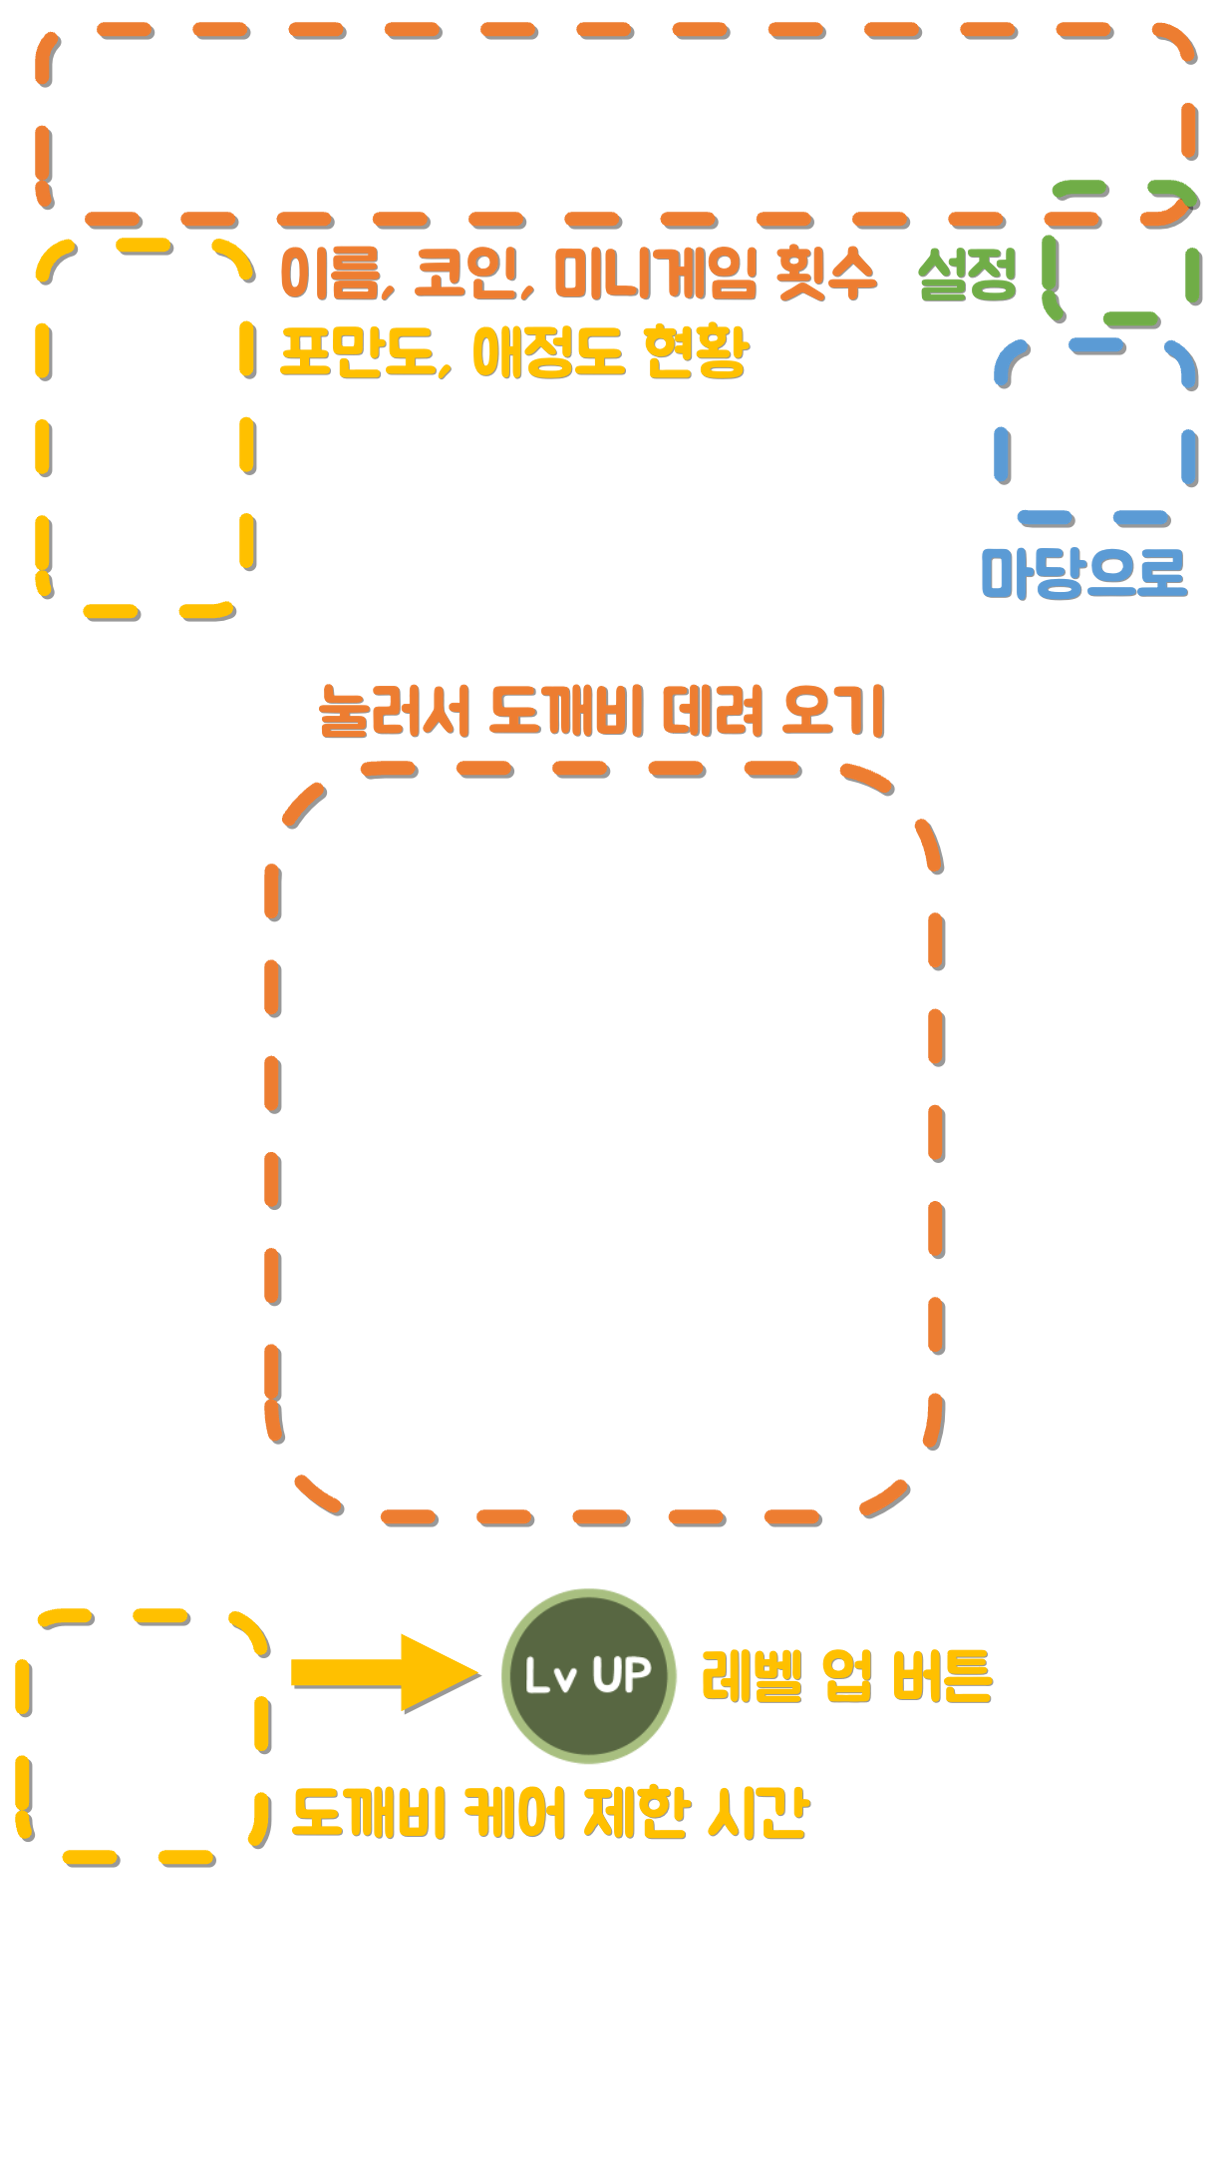 이름, 코인, 미니게임 횟수 설정
포만도, 애정도 현황
마당으로
눌러서 도깨비 데려 오기
Lv UP 레벨 업 버튼
도깨비 케어 제한 시간